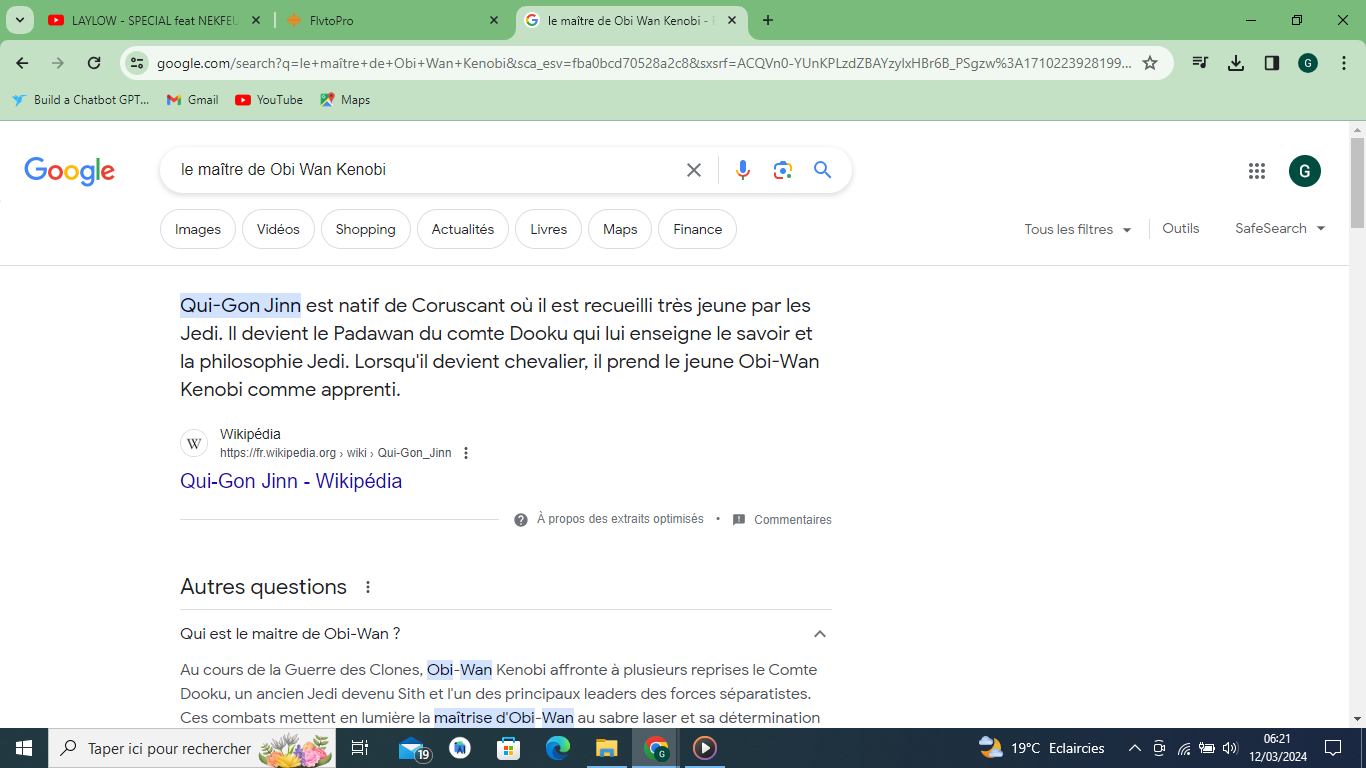 LAYLOW - SPECIAL feat NEKFEU
FlvtoPro
le maître de Obi Wan Kenobi -
google.com/search?q=le+maître+de+Obi+Wan+Kenobi&sca_esv=fba0bcd70528a2c8&sxsrf=ACQVn0-YUnKPLzdZBAYzylxHBr6B_PSgzw%3A1710223928199...
Build a Chatbot GPT...
Gmail
YouTube
Maps
Google
le maître de Obi Wan Kenobi
G
Images
Vidéos
Shopping
Actualités
Livres
Maps
Finance
Tous les filtres
Outils
SafeSearch
Qui-Gon Jinn est natif de Coruscant où il est recueilli très jeune par les
Jedi. Il devient le Padawan du comte Dooku qui lui enseigne le savoir et
la philosophie Jedi. Lorsqu'il devient chevalier, il prend le jeune Obi-Wan
Kenobi comme apprenti.
W
Wikipédia
https://fr.wikipedia.org › wiki › Qui-Gon_Jinn
Qui-Gon Jinn - Wikipédia
À propos des extraits optimisés • Commentaires
Autres questions
Qui est le maitre de Obi-Wan ?
Au cours de la Guerre des Clones, Obi-Wan Kenobi affronte à plusieurs reprises le Comte
Dooku, un ancien Jedi devenu Sith et l'un des principaux leaders des forces séparatistes.
Ces combats mettent en lumière la maîtrise d'Obi-Wan au sabre laser et sa détermination
Taper ici pour rechercher
19
19°C Eclaircies
06:21
12/03/2024